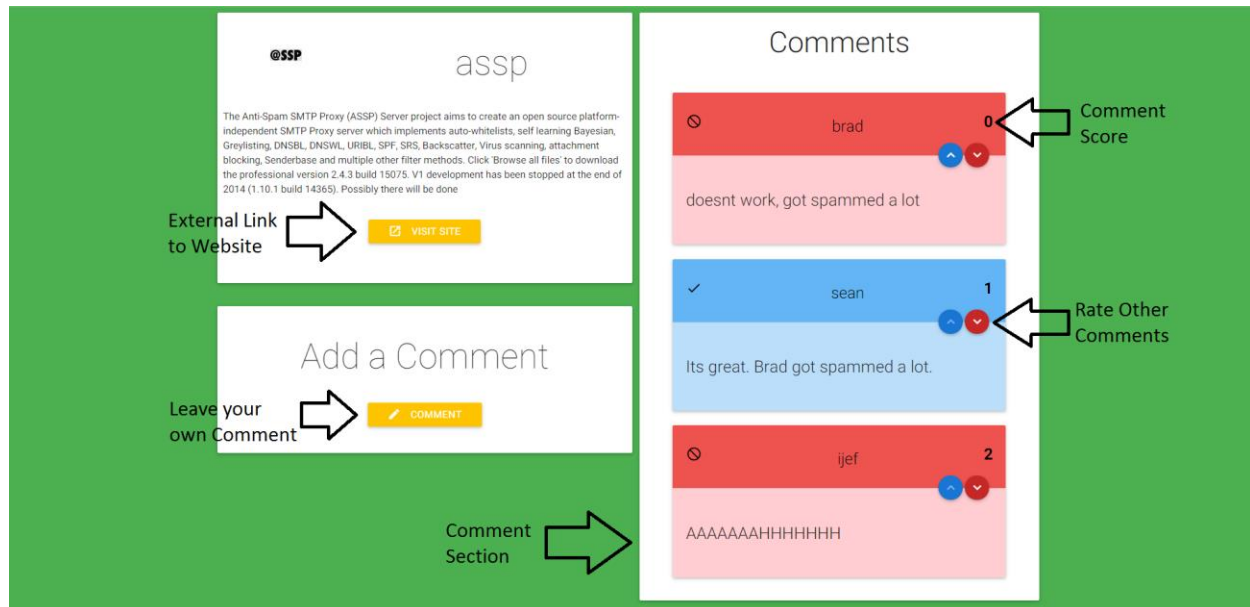 @SSP
assp
The Anti-Spam SMTP Proxy (ASSP) Server project aims to create an open source platform-
independent SMTP Proxy server which implements auto-whitelists, self learning Bayesian,
Greylisting, DNSBL, DNSWL, URIBL, SPF, SRS, Backscatter, Virus scanning, attachment
blocking, Senderbase and multiple other filter methods. Click 'Browse all files' to download
the professional version 2.4.3 build 15075. V1 development has been stopped at the end of
2014 (1.10.1 build 14365). Possibly there will be done
External Link
to Website
VISIT SITE
Add a Comment
Leave your
own Comment
COMMENT
Comments
brad
0
Comment
Score
doesnt work, got spammed a lot
sean
1
Rate Other
Comments
Its great. Brad got spammed a lot.
ijef
2
Comment
Section
AAAAAAAHHHHHHH